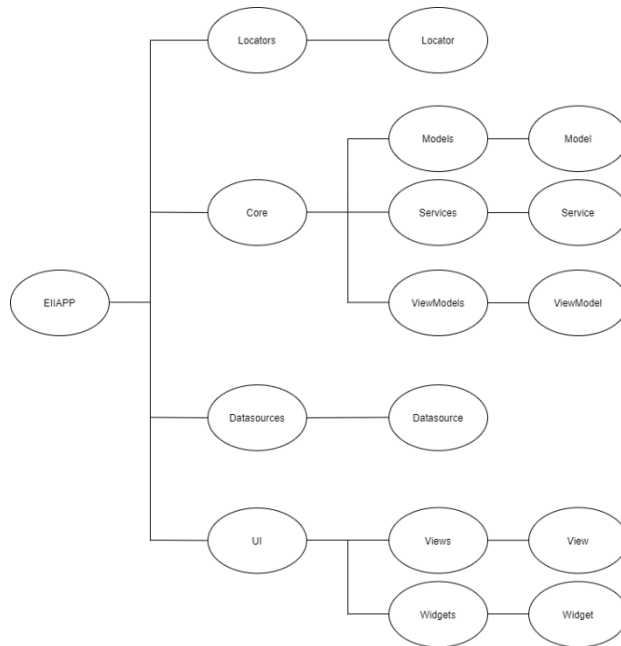 Locators
Locator
Models
Model
Core
Services
Service
EIIAPP
ViewModels
ViewModel
Datasources
Datasource
UI
Views
View
Widgets
Widget